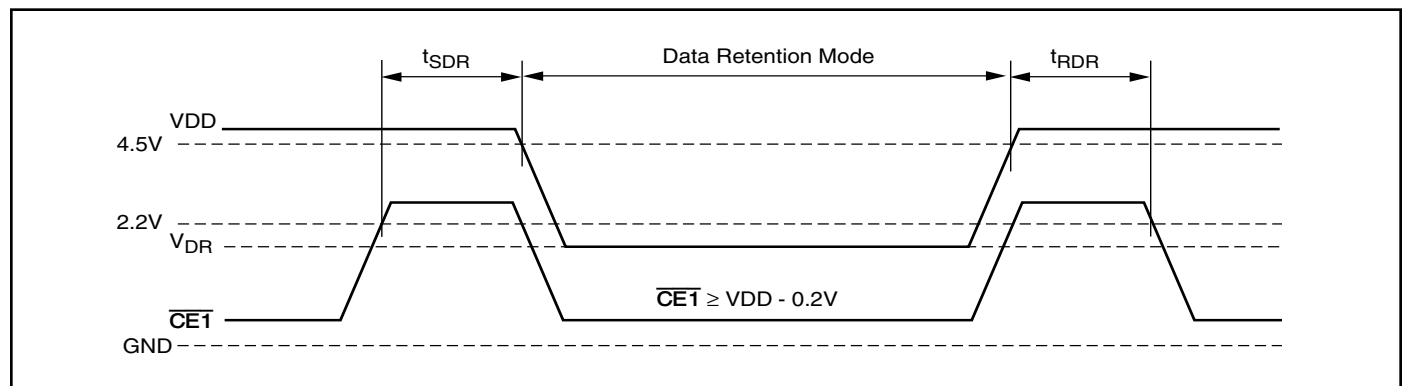 tSDR
Data Retention Mode
tRDR
VDD
4.5V
2.2V
VDR
CE1 ≥ VDD - 0.2V
CE1
GND